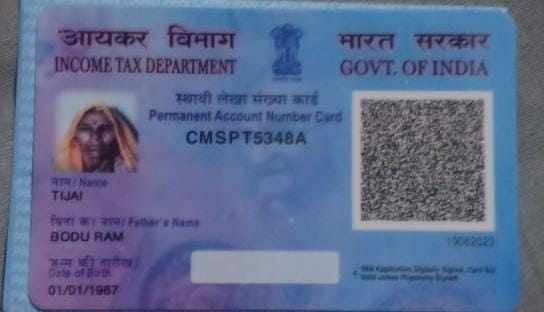 आयकर विभाग
INCOME TAX DEPARTMENT
भारत सरकार
GOVT. OF INDIA
स्थायी लेखा संख्या कार्ड
Permanent Account Number Card
CMSPT5348A
नाम/ Name
TIJAI
पिता का नाम/ Father's Name
BODU RAM
जन्म की तारीख/
Date of Birth
01/01/1967
19062023
PAN Application Digitally Signed, Card Not
Valid unless Physically Signed